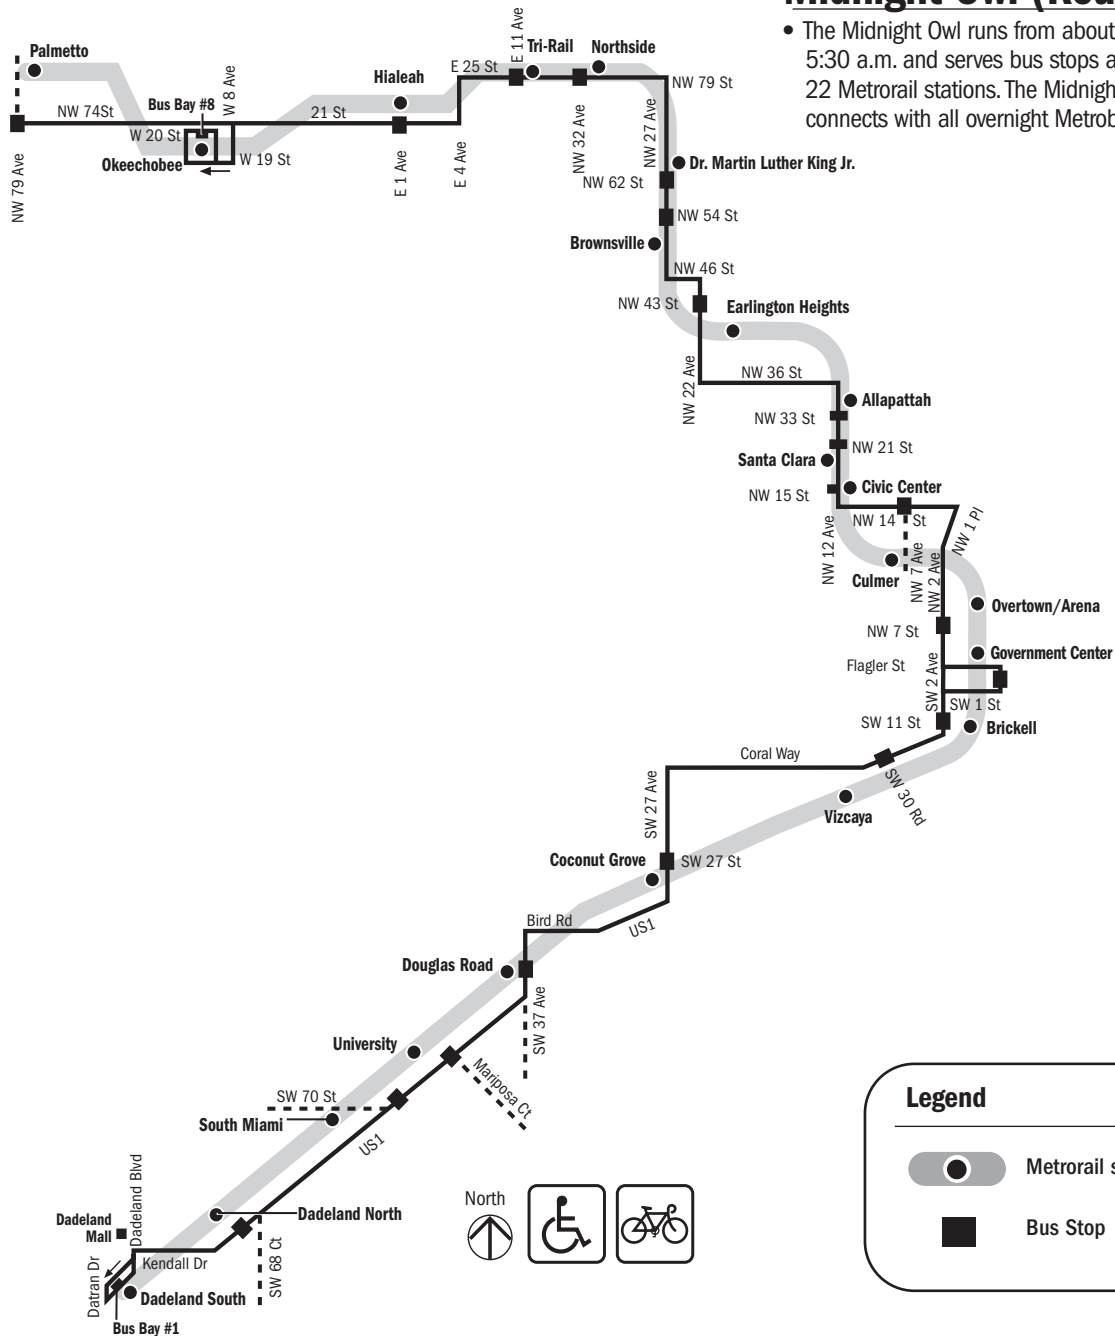 Midnight Owl (Rou
• The Midnight Owl runs from about
5:30 a.m. and serves bus stops a
22 Metrorail stations. The Midnigh
connects with all overnight Metrob
Palmetto
NW 74St
NW 79 Ave
Bus Bay #8
W 20 St
Okeechobee
W 8 Ave
W 19 St
Hialeah
21 St
E 1 Ave
E 25 St
E 4 Ave
E 11 Ave
Tri-Rail
Northside
NW 32 Ave
NW 27 Ave
NW 79 St
Dr. Martin Luther King Jr.
NW 62 St
NW 54 St
Brownsville
NW 46 St
NW 43 St
Earlington Heights
NW 22 Ave
NW 36 St
Allapattah
NW 33 St
NW 21 St
Santa Clara
Civic Center
NW 15 St
NW 14 St
NW 12 Ave
NW 1 Pl
Culmer
NW 7 Ave
NW 2 Ave
Overtown/Arena
NW 7 St
Government Center
Flagler St
SW 2 Ave
SW 1 St
SW 11 St
Brickell
Coral Way
SW 30 Rd
SW 27 Ave
Vizcaya
Coconut Grove
SW 27 St
Bird Rd
US1
Douglas Road
SW 37 Ave
University
Mariposa Ct
SW 70 St
South Miami
US1
Dadeland North
Dadeland Blvd
Dadeland
Mall
Kendall Dr
SW 68 Ct
Datran Dr
Dadeland South
Bus Bay #1
North
Legend
Metrorail s
Bus Stop